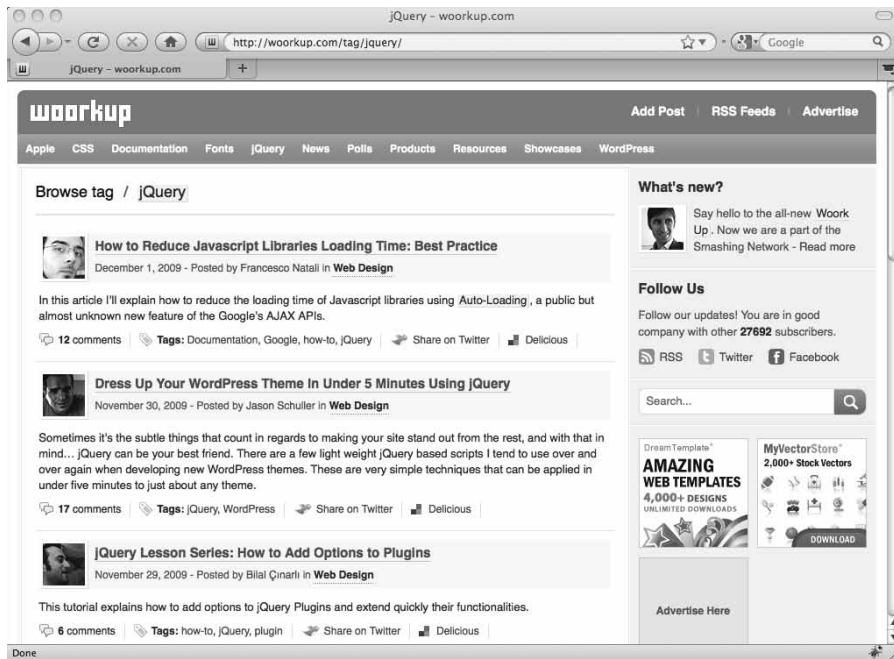 jQuery – woorkup.com
http://woorkup.com/tag/jquery/
Google
jQuery – woorkup.com
+
woorkup
Add Post
RSS Feeds
Advertise
Apple
CSS
Documentation
Fonts
jQuery
News
Polls
Products
Resources
Showcases
WordPress
Browse tag / jQuery
How to Reduce Javascript Libraries Loading Time: Best Practice
December 1, 2009 - Posted by Francesco Natali in Web Design
In this article I'll explain how to reduce the loading time of Javascript libraries using Auto-Loading , a public but
almost unknown new feature of the Google's AJAX APIs.
12 comments
Tags: Documentation, Google, how-to, jQuery
Share on Twitter
Delicious
Dress Up Your WordPress Theme In Under 5 Minutes Using jQuery
November 30, 2009 - Posted by Jason Schuller in Web Design
Sometimes it's the subtle things that count in regards to making your site stand out from the rest, and with that in
mind… jQuery can be your best friend. There are a few light weight jQuery based scripts I tend to use over and
over again when developing new WordPress themes. These are very simple techniques that can be applied in
under five minutes to just about any theme.
17 comments
Tags: jQuery, WordPress
Share on Twitter
Delicious
jQuery Lesson Series: How to Add Options to Plugins
November 29, 2009 - Posted by Bilal Çınarlı in Web Design
This tutorial explains how to add options to jQuery Plugins and extend quickly their functionalities.
6 comments
Tags: how-to, jQuery, plugin
Share on Twitter
Delicious
What's new?
Say hello to the all-new Woork
Up . Now we are a part of the
Smashing Network - Read more
Follow Us
Follow our updates! You are in good
company with other 27692 subscribers.
RSS
Twitter
Facebook
Search...
DreamTemplate
AMAZING
WEB TEMPLATES
4,000+ DESIGNS
UNLIMITED DOWNLOADS
MyVectorStore
2,000+ Stock Vectors
DOWNLOAD
Advertise Here
Done